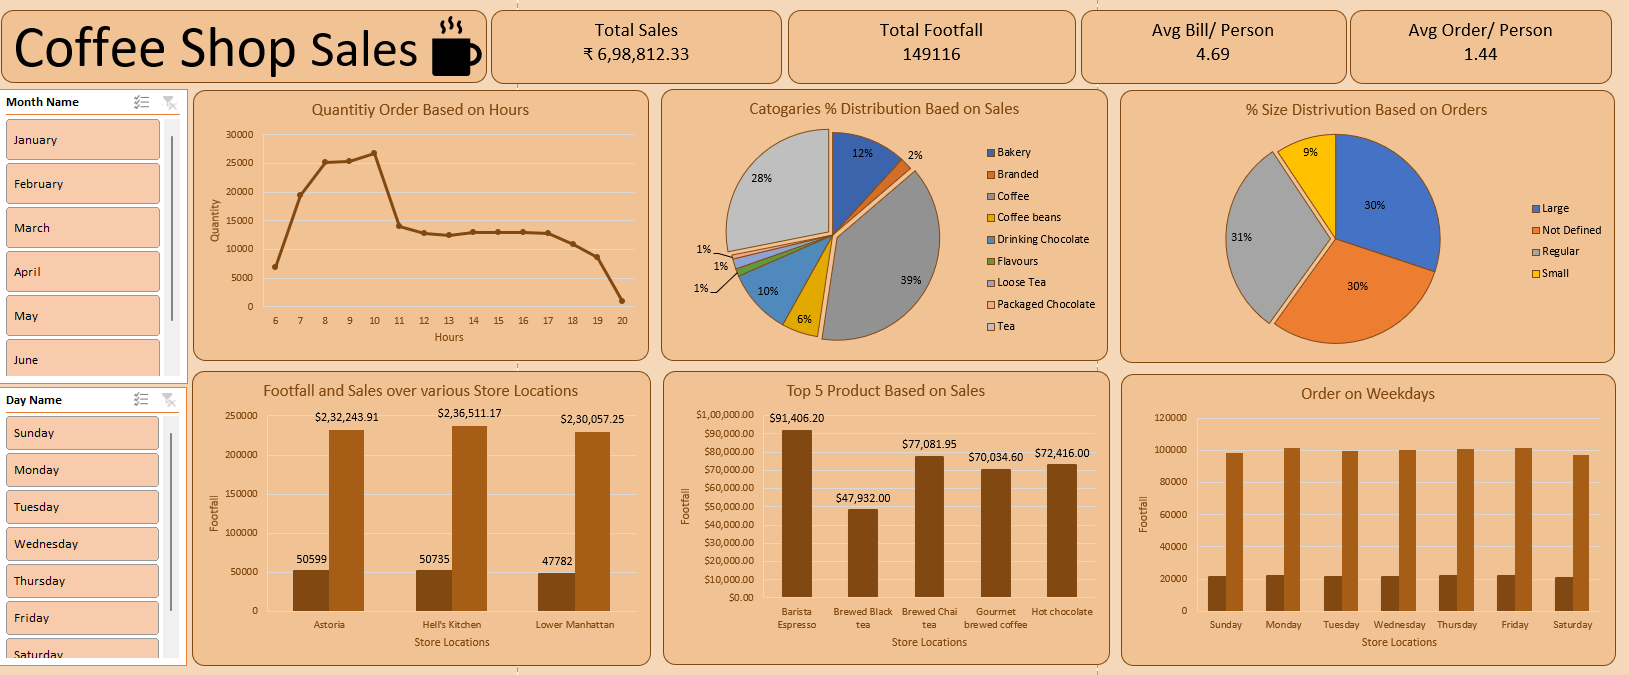 Coffee Shop Sales
Total Sales
₹ 6,98,812.33
Total Footfall
149116
Avg Bill/ Person
4.69
Avg Order/ Person
1.44
Month Name
January
February
March
April
May
June
Day Name
Sunday
Monday
Tuesday
Wednesday
Thursday
Friday
Saturday
Quantitiy Order Based on Hours
30000
25000
20000
15000
10000
5000
0
Quantity
6 7 8 9 10 11 12 13 14 15 16 17 18 19 20
Hours
Catogaries % Distribution Baed on Sales
12%
2%
39%
6%
10%
1%
1%
1%
28%
Bakery
Branded
Coffee
Coffee beans
Drinking Chocolate
Flavours
Loose Tea
Packaged Chocolate
Tea
% Size Distrivution Based on Orders
30%
30%
31%
9%
Large
Not Defined
Regular
Small
Footfall and Sales over various Store Locations
250000
200000
150000
100000
50000
0
Footfall
$2,32,243.91
$2,36,511.17
$2,30,057.25
50599
50735
47782
Astoria
Hell's Kitchen
Lower Manhattan
Store Locations
Top 5 Product Based on Sales
$1,00,000.00
$90,000.00
$80,000.00
$70,000.00
$60,000.00
$50,000.00
$40,000.00
$30,000.00
$20,000.00
$10,000.00
$0.00
Footfall
$91,406.20
$47,932.00
$77,081.95
$70,034.60
$72,416.00
Barista
Espresso
Brewed Black
tea
Brewed Chai
tea
Gourmet
brewed coffee
Hot chocolate
Store Locations
Order on Weekdays
120000
100000
80000
60000
40000
20000
0
Footfall
Sunday
Monday
Tuesday
Wednesday
Thursday
Friday
Saturday
Store Locations